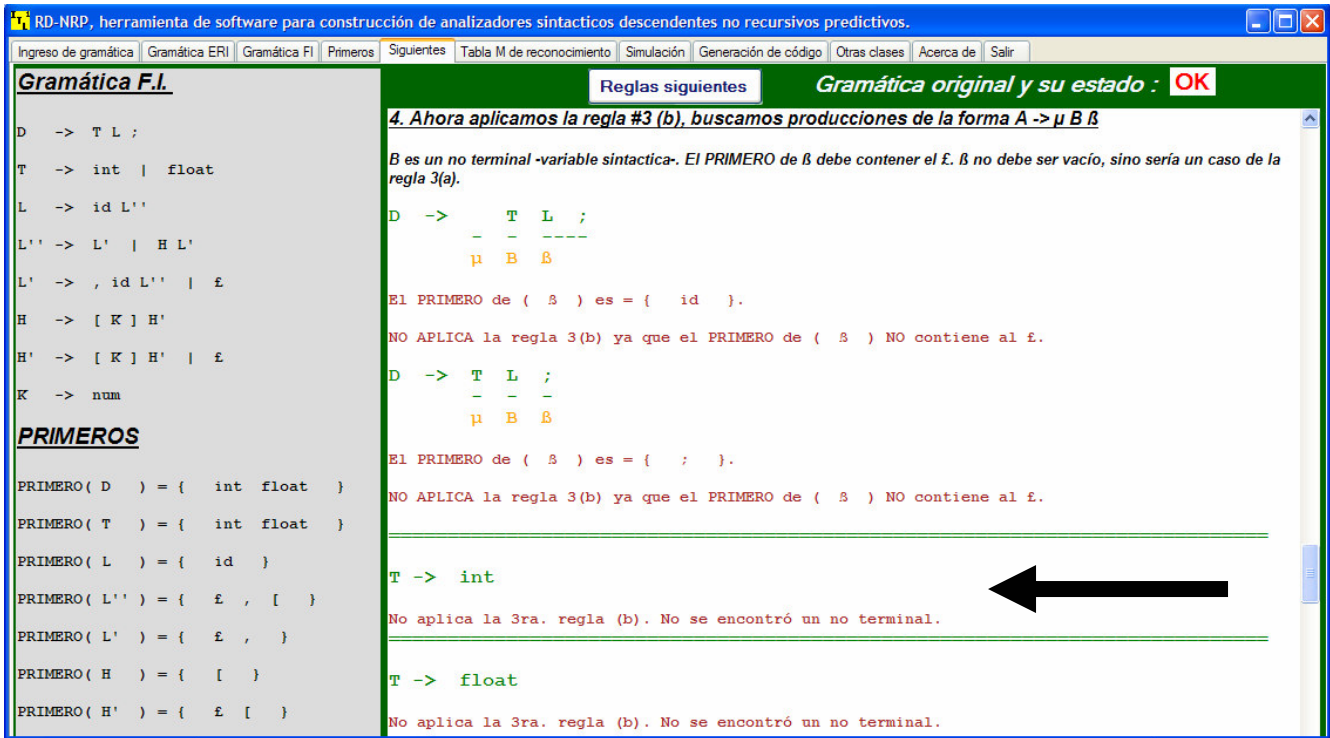 RD-NRP, herramienta de software para construcción de analizadores sintacticos descendentes no recursivos predictivos.
Ingreso de gramática Gramática ERI Gramática FI Primeros Siguientes Tabla M de reconocimiento Simulación Generación de código Otras clases Acerca de Salir
Gramática F.I.
D -> T L ;
T -> int | float
L -> id L''
L'' -> L' | H L'
L' -> , id L'' | £
H -> [ K ] H'
H' -> [ K ] H' | £
K -> num
PRIMEROS
PRIMERO( D ) = { int float }
PRIMERO( T ) = { int float }
PRIMERO( L ) = { id }
PRIMERO( L'' ) = { £ , [ }
PRIMERO( L' ) = { £ , }
PRIMERO( H ) = { [ }
PRIMERO( H' ) = { £ [ }
Reglas siguientes Gramática original y su estado : OK
4. Ahora aplicamos la regla #3 (b), buscamos producciones de la forma A -> µ B ß
B es un no terminal -variable sintactica-. El PRIMERO de ß debe contener el £. ß no debe ser vacío, sino sería un caso de la
regla 3(a).
D -> T L ;
- - ----
µ B ß
El PRIMERO de ( ß ) es = { id }.
NO APLICA la regla 3(b) ya que el PRIMERO de ( ß ) NO contiene al £.
D -> T L ;
- - -
µ B ß
El PRIMERO de ( ß ) es = { ; }.
NO APLICA la regla 3(b) ya que el PRIMERO de ( ß ) NO contiene al £.
T -> int
No aplica la 3ra. regla (b). No se encontró un no terminal.
T -> float
No aplica la 3ra. regla (b). No se encontró un no terminal.